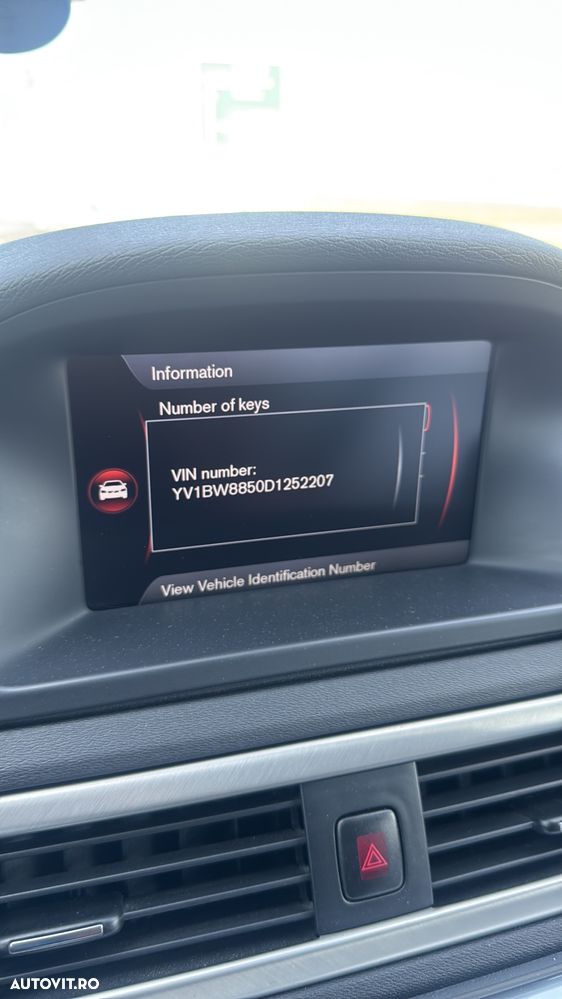 Information
Number of keys
VIN number:
YV1BW8850D1252207
View Vehicle Identification Number
AUTOVIT.RO